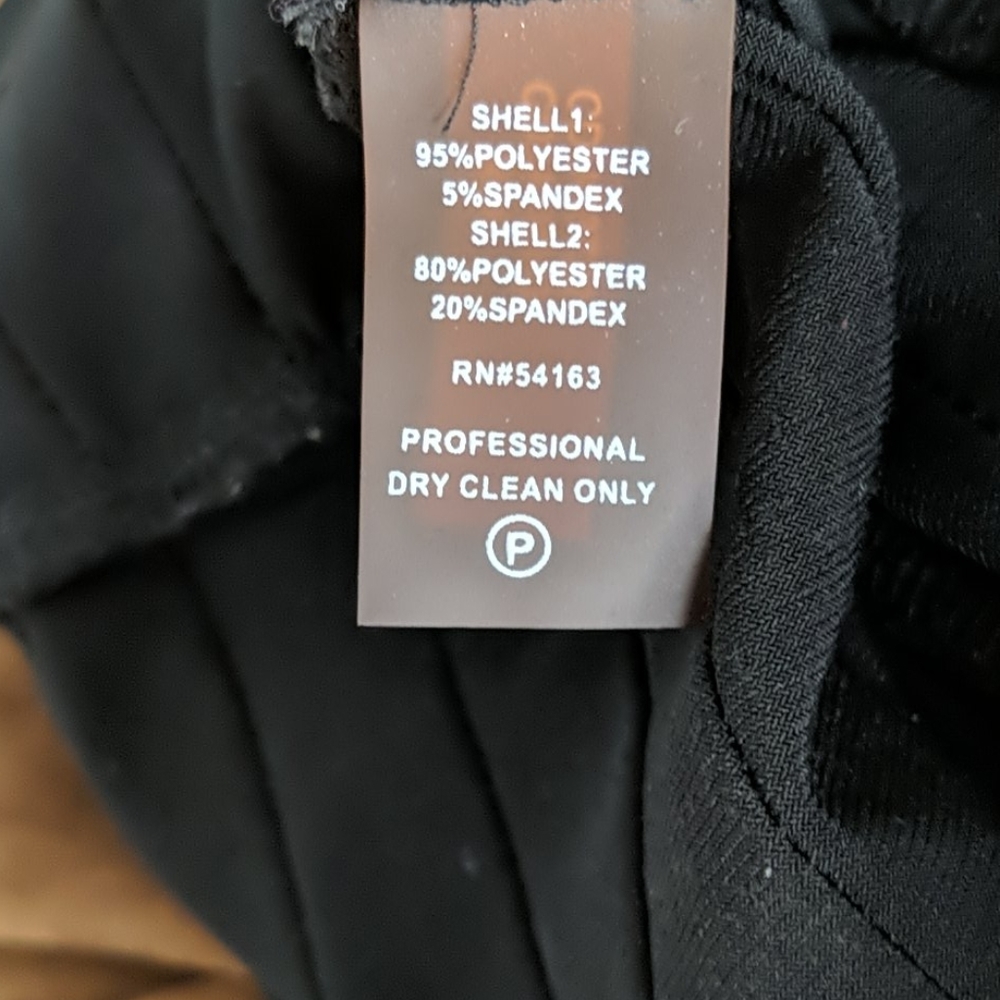 SHELL1:
95%POLYESTER
5%SPANDEX
SHELL2:
80%POLYESTER
20%SPANDEX
RN#54163
PROFESSIONAL
DRY CLEAN ONLY
P